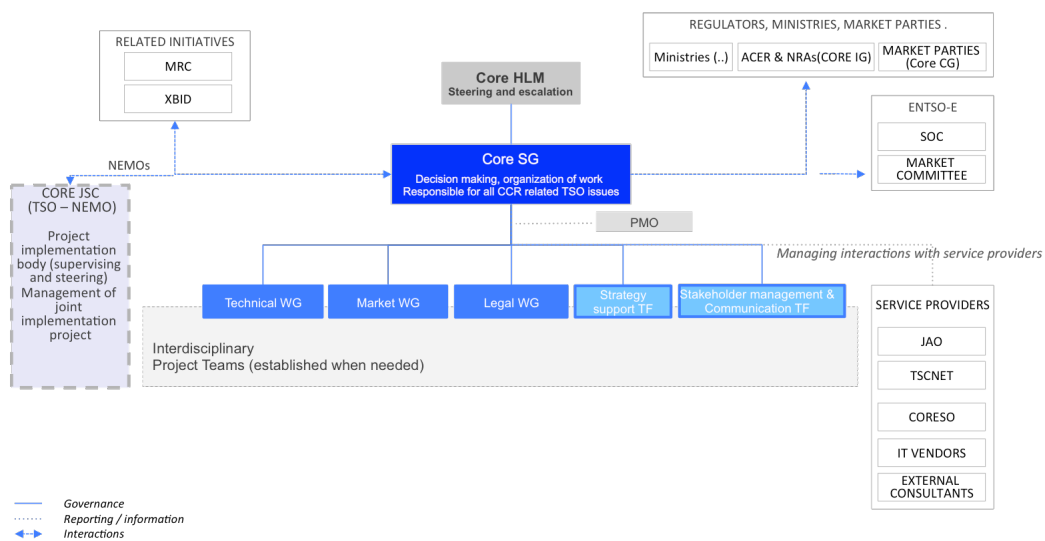 REGULATORS, MINISTRIES, MARKET PARTIES .
Ministries (..)
ACER & NRAs(CORE IG)
MARKET PARTIES
(Core CG)
RELATED INITIATIVES
MRC
XBID
Core HLM
Steering and escalation
ENTSO-E
SOC
MARKET
COMMITTEE
Core SG
Decision making, organization of work
Responsible for all CCR related TSO issues
NEMOs
CORE JSC
(TSO – NEMO)
Project
implementation
body (supervising
and steering)
Management of
joint
implementation
project
PMO
Managing interactions with service providers
Technical WG
Market WG
Legal WG
Strategy
support TF
Stakeholder management &
Communication TF
Interdisciplinary
Project Teams (established when needed)
SERVICE PROVIDERS
JAO
TSCNET
CORESO
IT VENDORS
EXTERNAL
CONSULTANTS
Governance
Reporting / information
Interactions